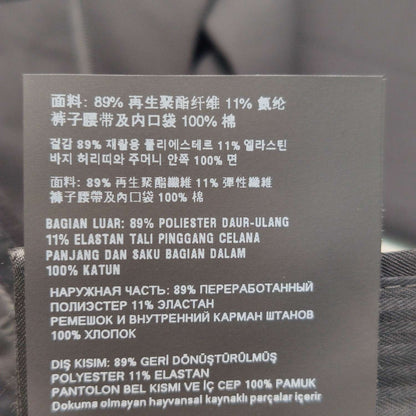 面料: 89% 再生聚酯纤维 11% 氨纶
裤子腰带及内口袋 100% 棉
겉감 89% 재활용 폴리에스테르 11% 엘라스틴
바지 허리띠와 주머니 안쪽 100% 면
面料: 89% 再生聚酯纖維 11% 彈性纖維
褲子腰帶及內口袋 100% 棉
BAGIAN LUAR: 89% POLIESTER DAUR-ULANG
11% ELASTAN TALI PINGGANG CELANA
PANJANG DAN SAKU BAGIAN DALAM
100% KATUN
НАРУЖНАЯ ЧАСТЬ: 89% ПЕРЕРАБОТАННЫЙ
ПОЛИЭСТЕР 11% ЭЛАСТАН
РЕМЕШОК И ВНУТРЕННИЙ КАРМАН ШТАНОВ
100% ХЛОПОК
DIŞ KISIM: 89% GERİ DÖNÜŞTÜRÜLMÜŞ
POLYESTER 11% ELASTAN
PANTOLON BEL KISMI VE İÇ CEP 100% PAMUK
Dokuma olmayan hayvansal kaynaklı parçalar içerir